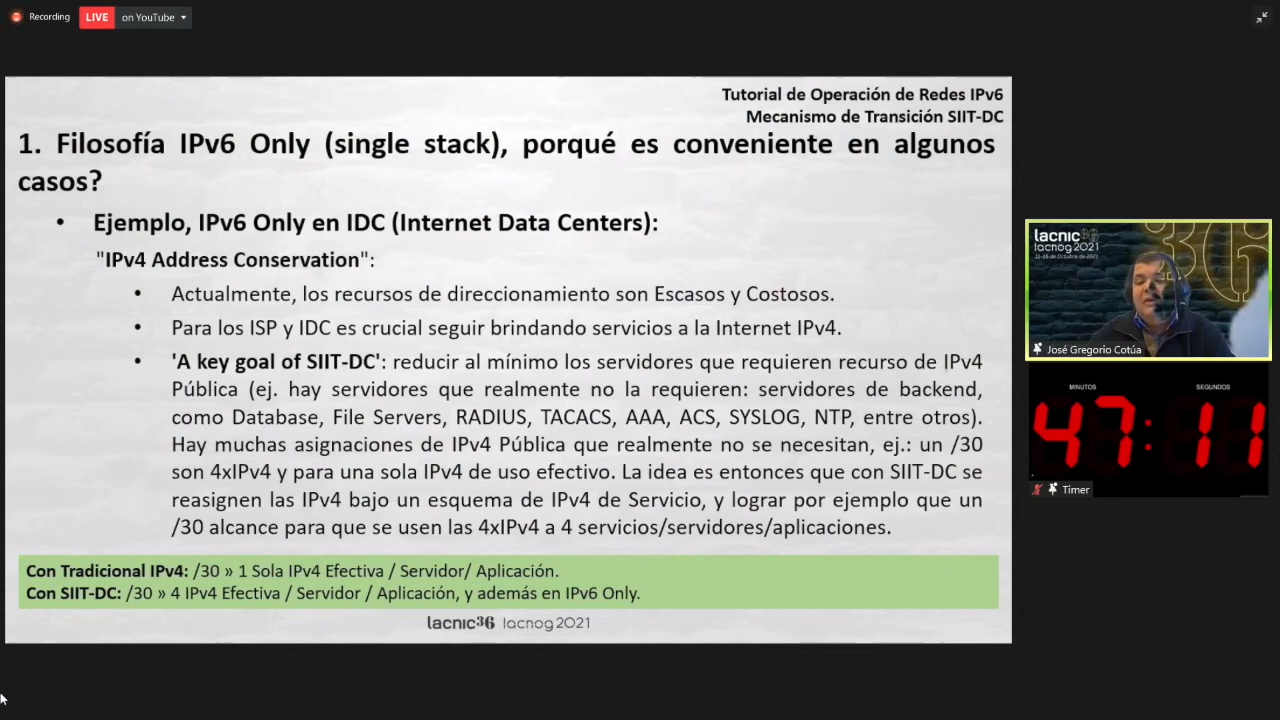 Recording
LIVE on YouTube
Tutorial de Operación de Redes IPv6
Mecanismo de Transición SIIT-DC
1. Filosofía IPv6 Only (single stack), porqué es conveniente en algunos
casos?
• Ejemplo, IPv6 Only en IDC (Internet Data Centers):
"IPv4 Address Conservation":
• Actualmente, los recursos de direccionamiento son Escasos y Costosos.
• Para los ISP y IDC es crucial seguir brindando servicios a la Internet IPv4.
• 'A key goal of SIIT-DC': reducir al mínimo los servidores que requieren recurso de IPv4
Pública (ej. hay servidores que realmente no la requieren: servidores de backend,
como Database, File Servers, RADIUS, TACACS, AAA, ACS, SYSLOG, NTP, entre otros).
Hay muchas asignaciones de IPv4 Pública que realmente no se necesitan, ej.: un /30
son 4xIPv4 y para una sola IPv4 de uso efectivo. La idea es entonces que con SIIT-DC se
reasignen las IPv4 bajo un esquema de IPv4 de Servicio, y lograr por ejemplo que un
/30 alcance para que se usen las 4xIPv4 a 4 servicios/servidores/aplicaciones.
Con Tradicional IPv4: /30 » 1 Sola IPv4 Efectiva / Servidor/ Aplicación.
Con SIIT-DC: /30 » 4 IPv4 Efectiva / Servidor / Aplicación, y además en IPv6 Only.
lacnic36 lacnog2021
lacnic36
lacnog2021
11-15 de Octubre de 2021
José Gregorio Cotúa
MINUTOS SEGUNDOS
47:11
Timer